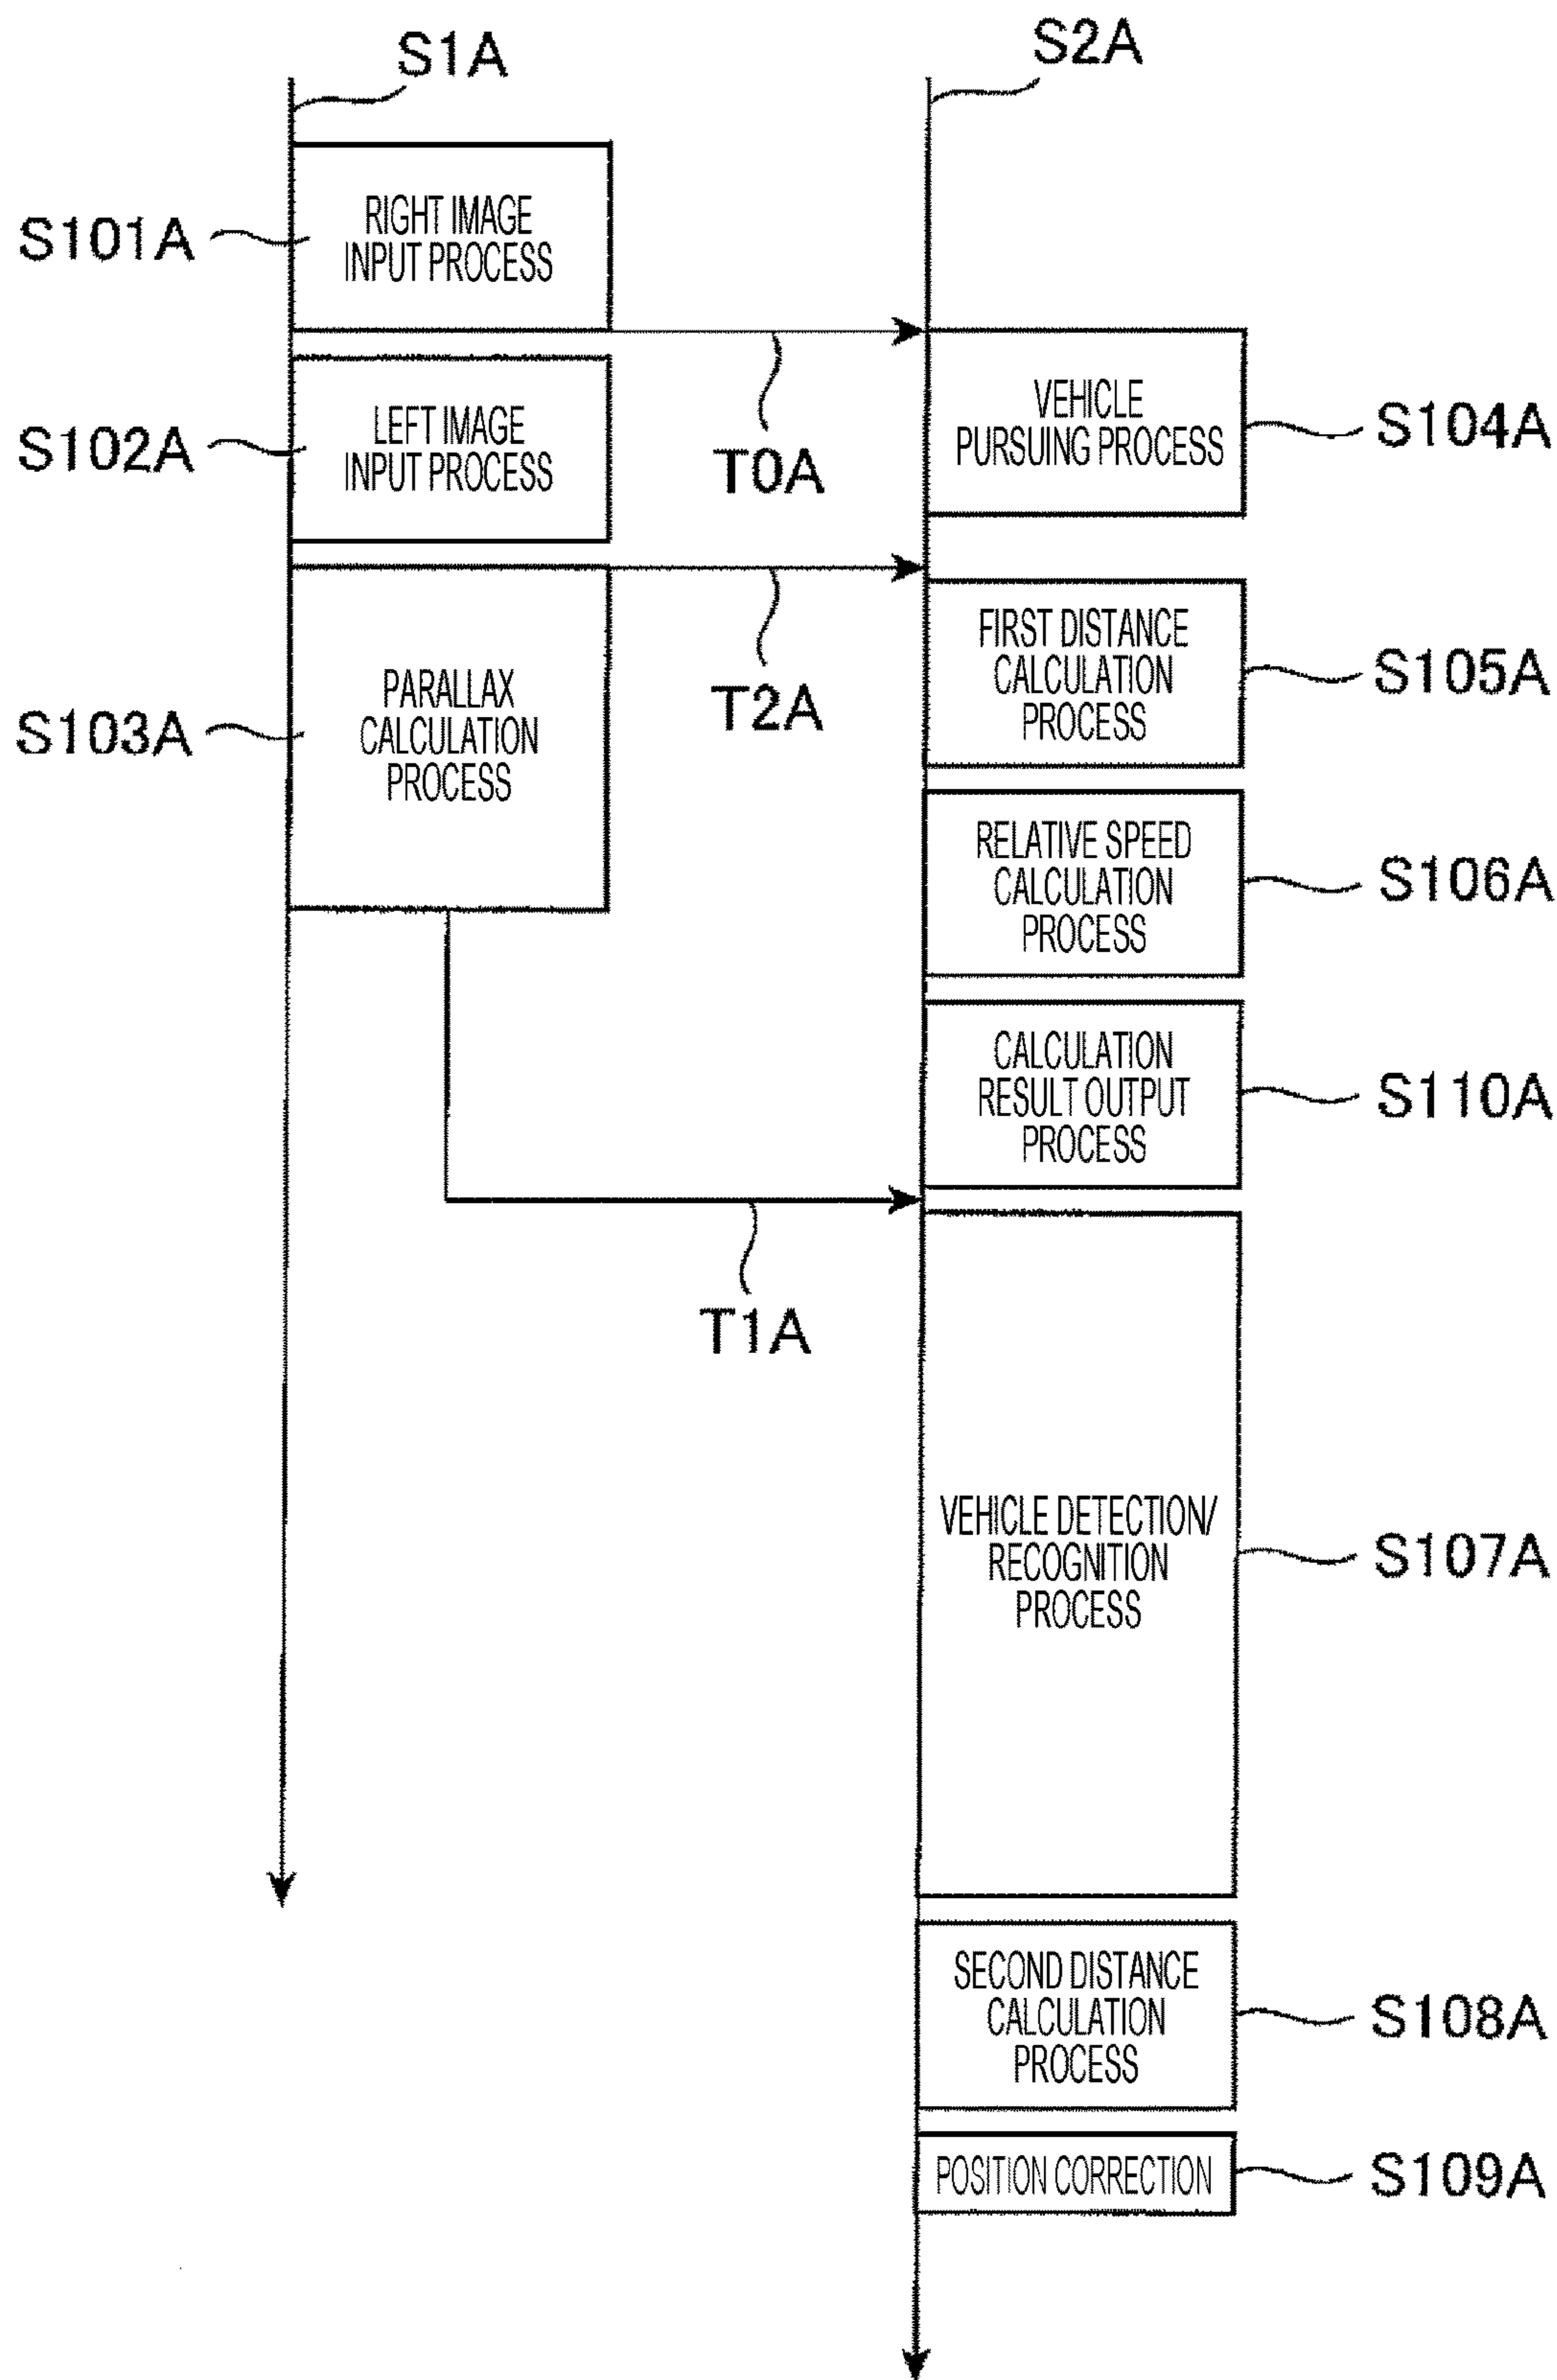 S1A
S2A
S101A
RIGHT IMAGE
INPUT PROCESS
S102A
LEFT IMAGE
INPUT PROCESS
T0A
VEHICLE
PURSUING PROCESS
S104A
S103A
PARALLAX
CALCULATION
PROCESS
T2A
FIRST DISTANCE
CALCULATION
PROCESS
S105A
RELATIVE SPEED
CALCULATION
PROCESS
S106A
CALCULATION
RESULT OUTPUT
PROCESS
S110A
T1A
VEHICLE DETECTION/
RECOGNITION
PROCESS
S107A
SECOND DISTANCE
CALCULATION
PROCESS
S108A
POSITION CORRECTION
S109A